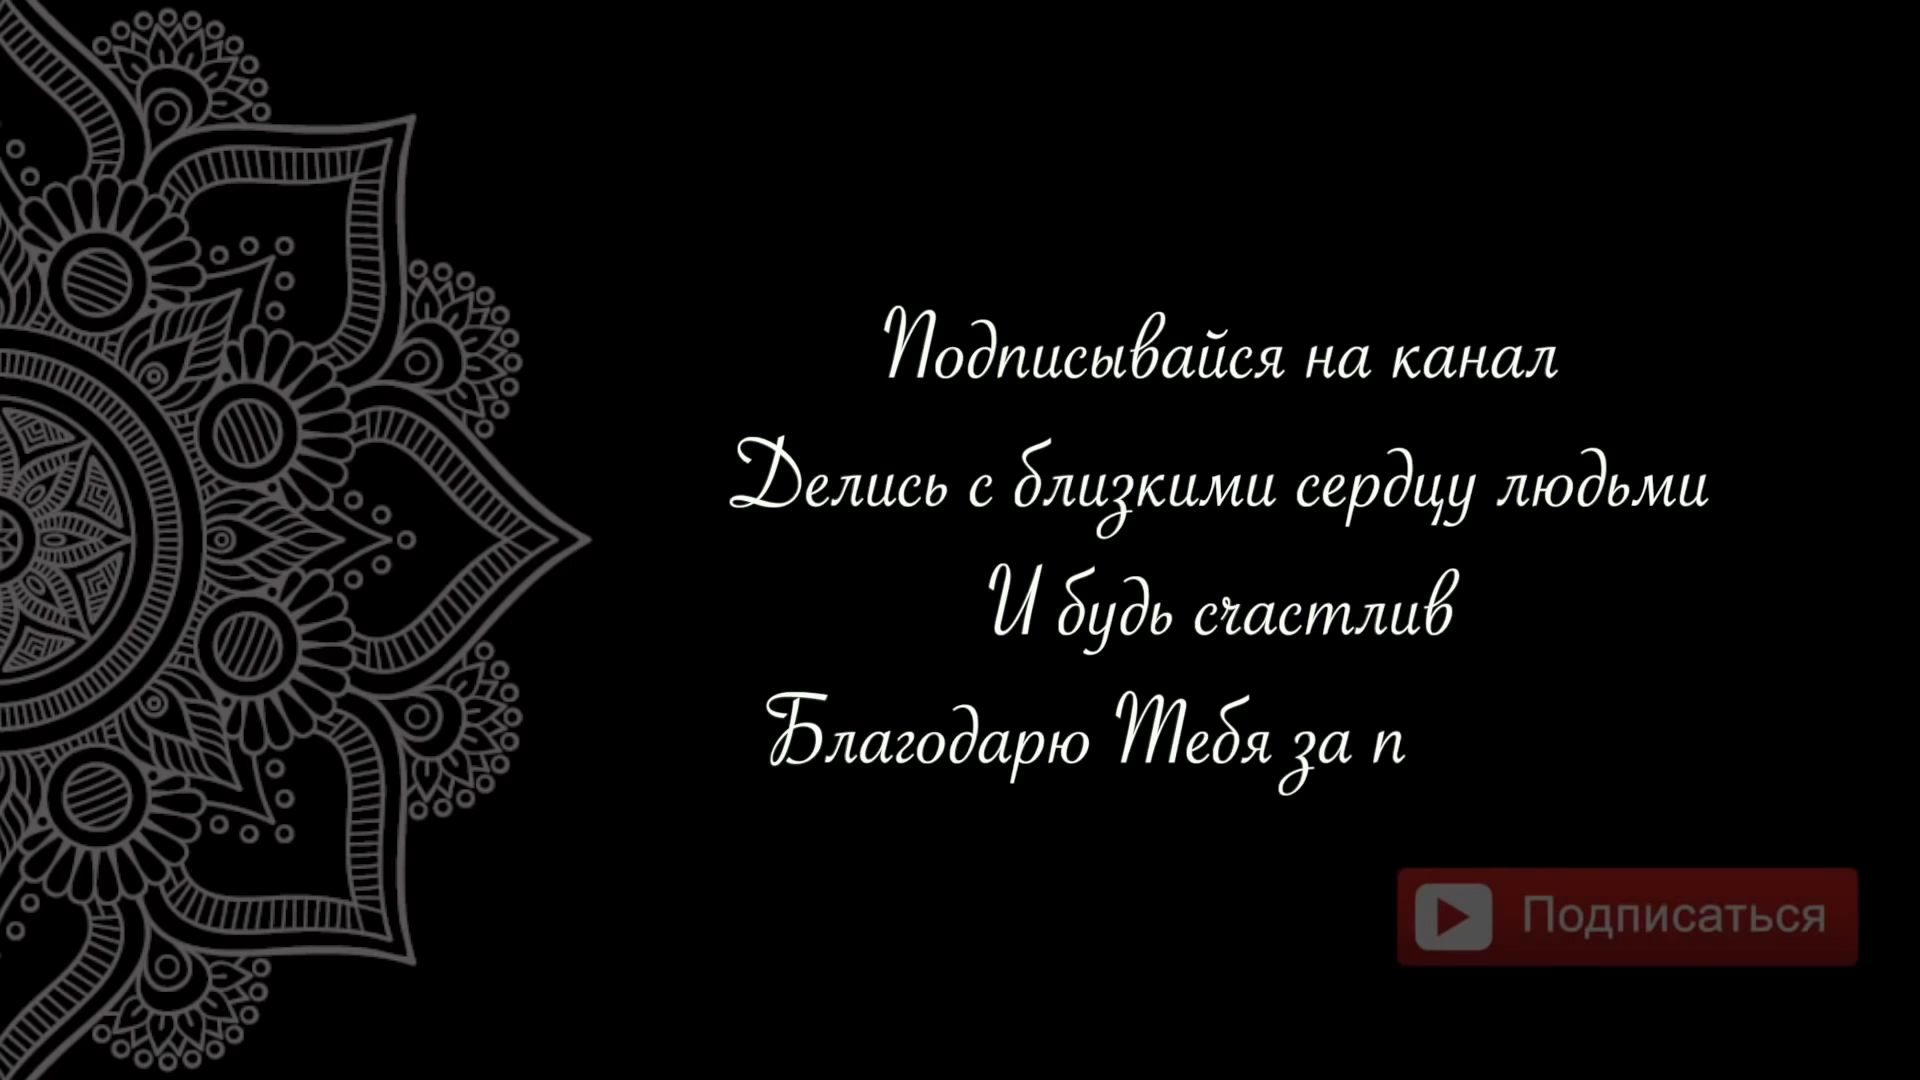 Подписывайся на канал
Делись с близкими сердцу людьми
И будь счастлив
Благодарю Тебя за п
Подписаться